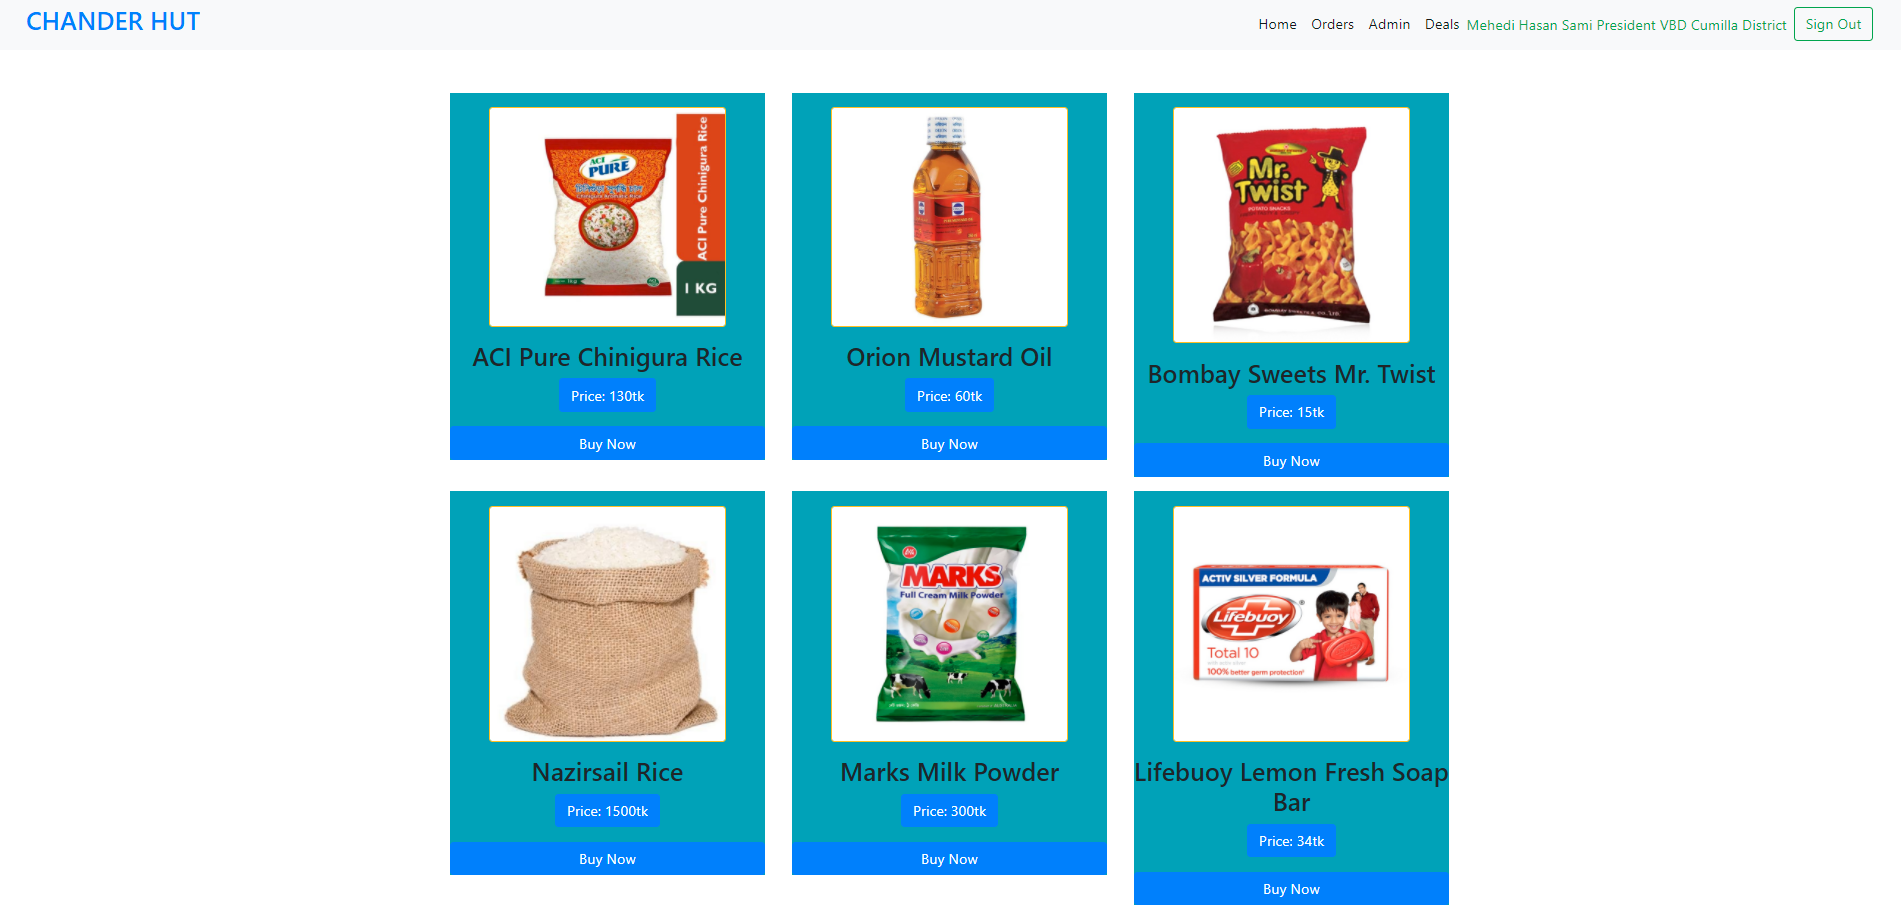 CHANDER HUT
Home Orders Admin Deals Mehedi Hasan Sami President VBD Cumilla District Sign Out
ACI
PURE
ACI Pure Chinigura Rice
1 KG
ACI Pure Chinigura Rice
Price: 130tk
Buy Now
Orion Mustard Oil
Price: 60tk
Buy Now
Mr.
Twist
POTATO SNACKS
Bombay Sweets Mr. Twist
Price: 15tk
Buy Now
Nazirsail Rice
Price: 1500tk
Buy Now
MARKS
Full Cream Milk Powder
Marks Milk Powder
Price: 300tk
Buy Now
ACTIV SILVER FORMULA
Lifebuoy
Total 10
100% better germ protection*
Lifebuoy Lemon Fresh Soap
Bar
Price: 34tk
Buy Now